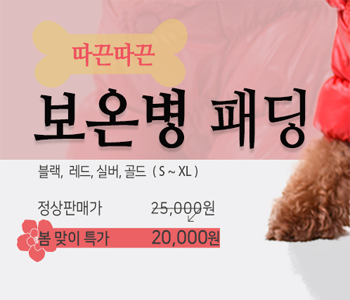 따끈따끈
보온병 패딩
블랙, 레드, 실버, 골드 ( S ~ XL )
정상판매가 25,000원
봄 맞이 특가 20,000원